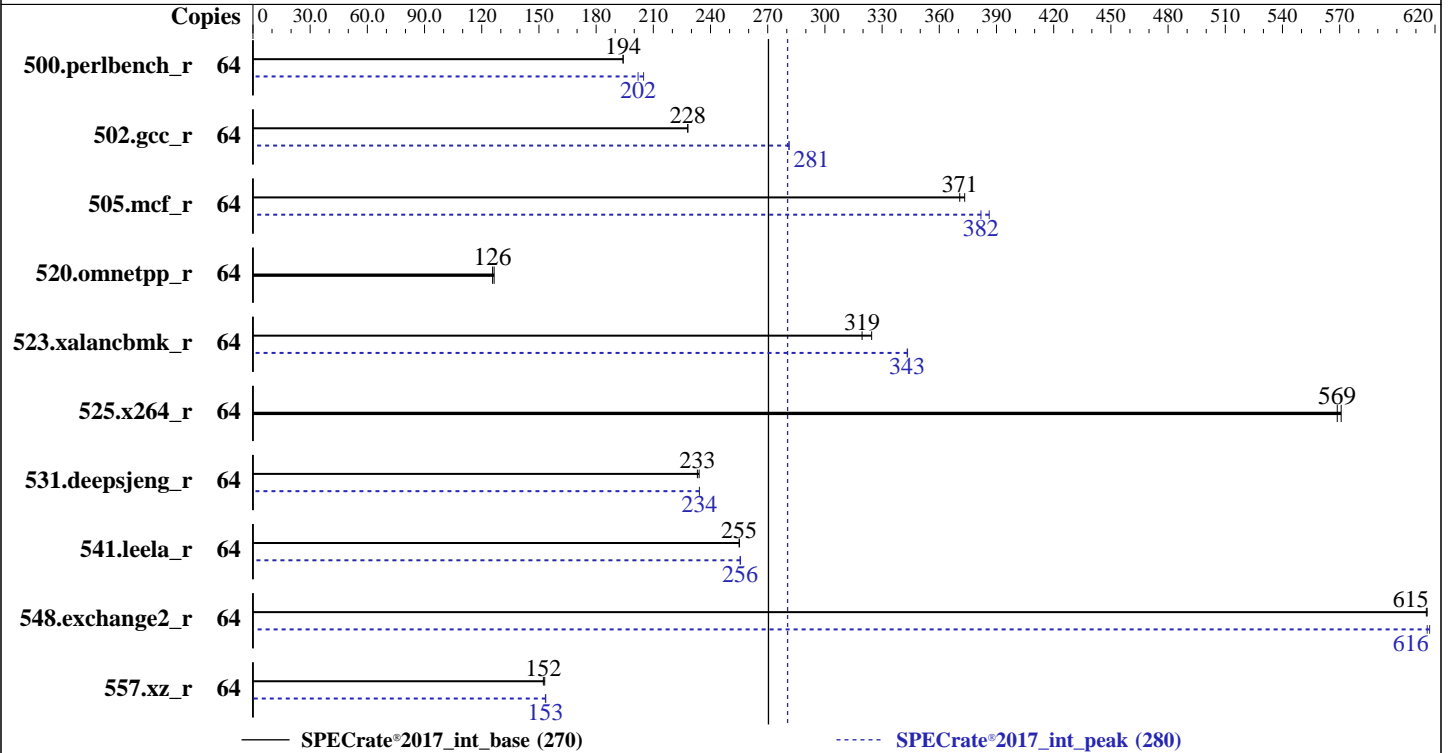 Copies 0 30.0 60.0 90.0 120 150 180 210 240 270 300 330 360 390 420 450 480 510 540 570 620
500.perlbench_r 64 194
202
502.gcc_r 64 228
281
505.mcf_r 64 371
382
520.omnetpp_r 64 126
523.xalancbmk_r 64 319
343
525.x264_r 64 569
531.deepsjeng_r 64 233
234
541.leela_r 64 255
256
548.exchange2_r 64 615
616
557.xz_r 64 152
153
SPECrate®2017_int_base (270) SPECrate®2017_int_peak (280)